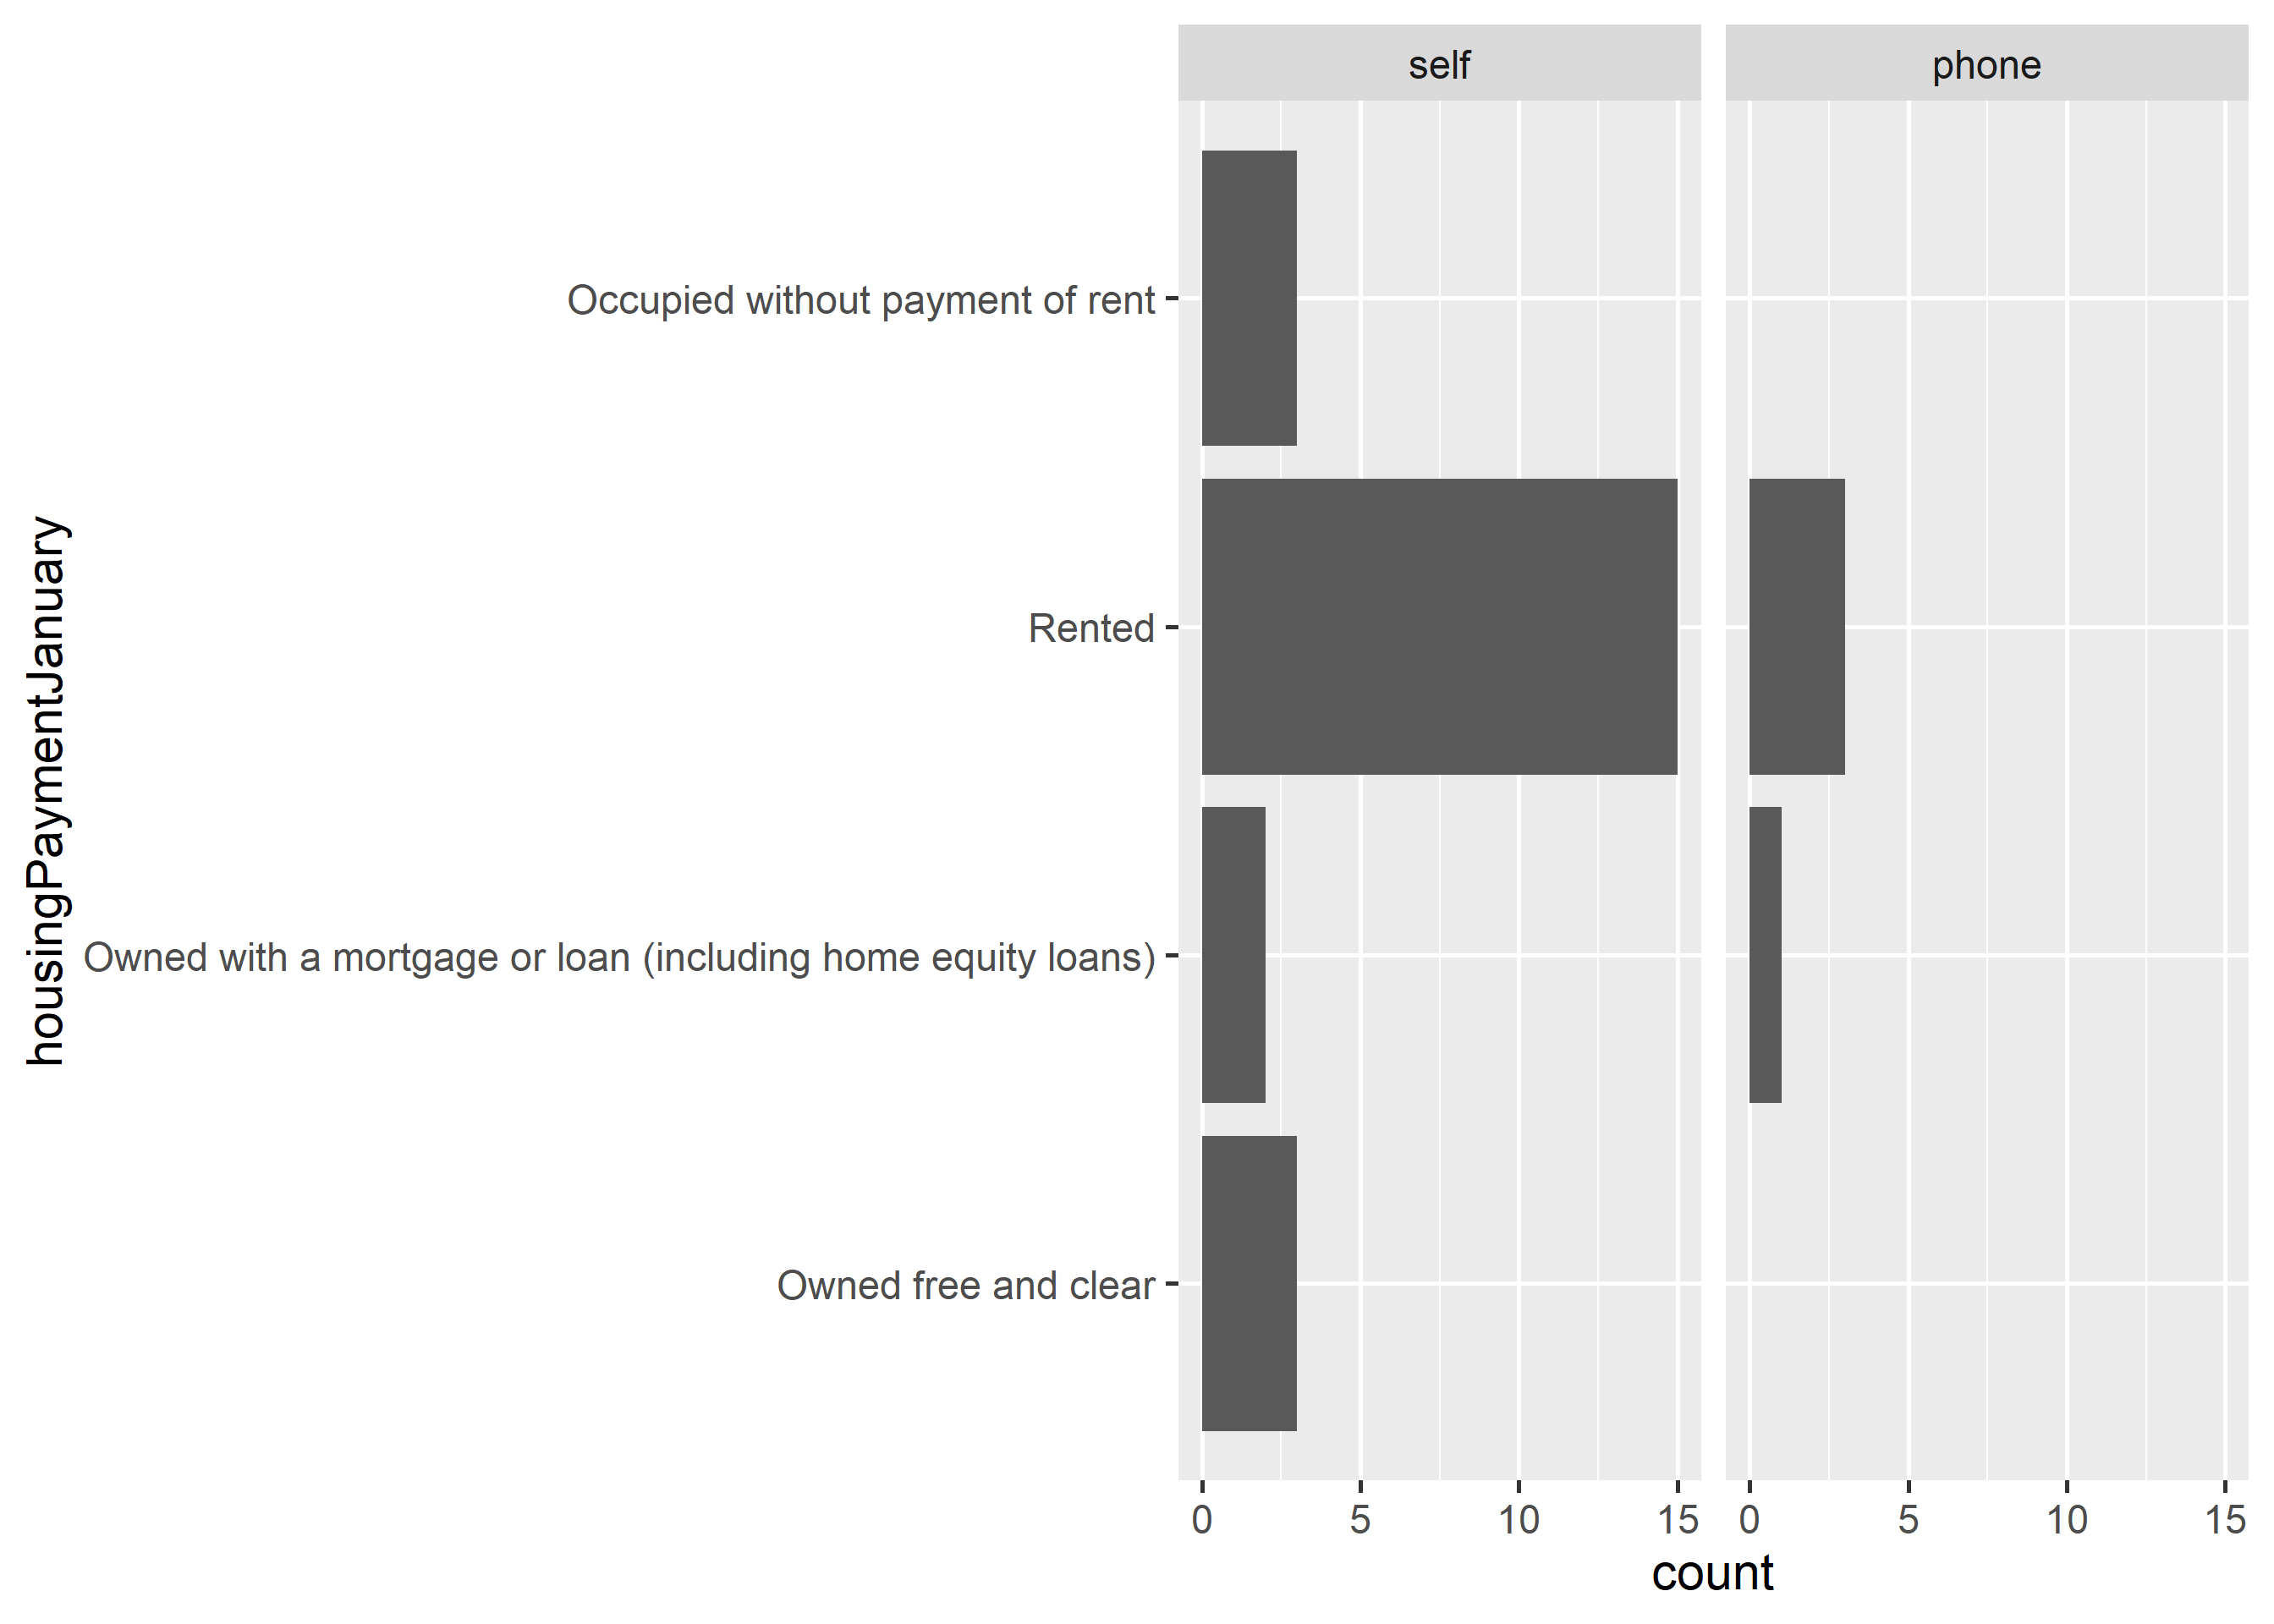 self
phone
housingPaymentJanuary
Occupied without payment of rent
Rented
Owned with a mortgage or loan (including home equity loans)
Owned free and clear
0 5 10 15 0 5 10 15
count